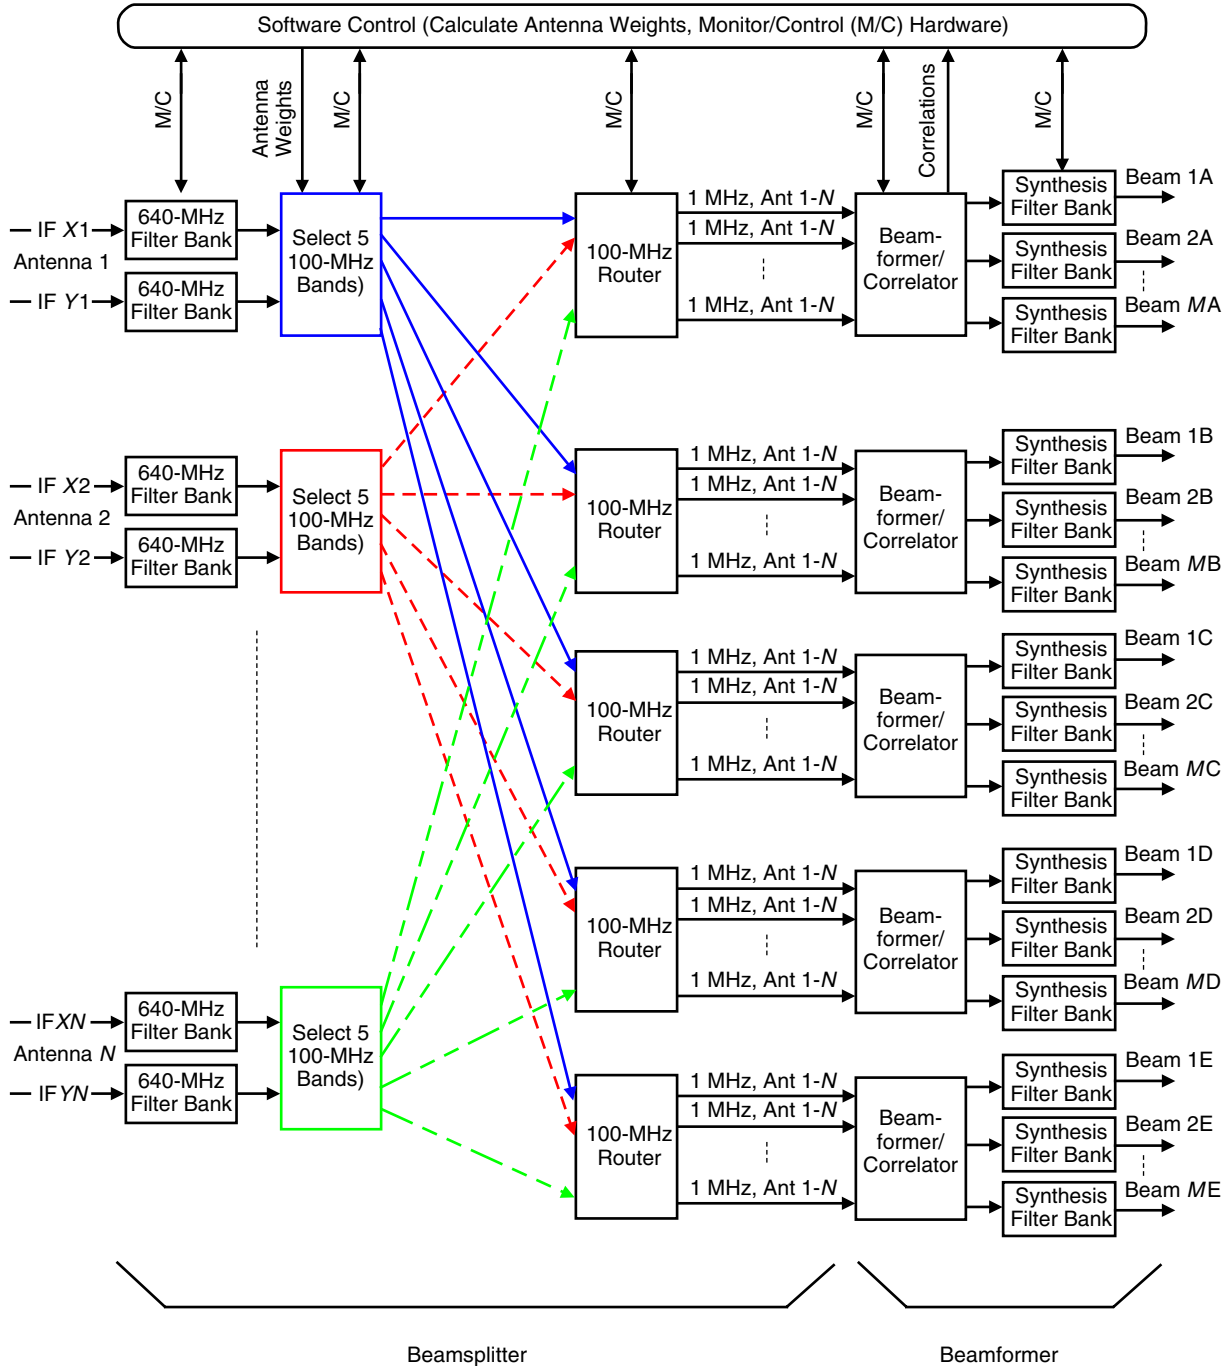 Software Control (Calculate Antenna Weights, Monitor/Control (M/C) Hardware)
M/C
Antenna
Weights
M/C
M/C
M/C
Correlations
M/C
IF X1
Antenna 1
IF Y1
640-MHz
Filter Bank
640-MHz
Filter Bank
Select 5
100-MHz
Bands)
100-MHz
Router
1 MHz, Ant 1-N
1 MHz, Ant 1-N
1 MHz, Ant 1-N
Beam-
former/
Correlator
Synthesis
Filter Bank
Synthesis
Filter Bank
Synthesis
Filter Bank
Beam 1A
Beam 2A
Beam MA
IF X2
Antenna 2
IF Y2
640-MHz
Filter Bank
640-MHz
Filter Bank
Select 5
100-MHz
Bands)
100-MHz
Router
1 MHz, Ant 1-N
1 MHz, Ant 1-N
1 MHz, Ant 1-N
Beam-
former/
Correlator
Synthesis
Filter Bank
Synthesis
Filter Bank
Synthesis
Filter Bank
Beam 1B
Beam 2B
Beam MB
100-MHz
Router
1 MHz, Ant 1-N
1 MHz, Ant 1-N
1 MHz, Ant 1-N
Beam-
former/
Correlator
Synthesis
Filter Bank
Synthesis
Filter Bank
Synthesis
Filter Bank
Beam 1C
Beam 2C
Beam MC
100-MHz
Router
1 MHz, Ant 1-N
1 MHz, Ant 1-N
1 MHz, Ant 1-N
Beam-
former/
Correlator
Synthesis
Filter Bank
Synthesis
Filter Bank
Synthesis
Filter Bank
Beam 1D
Beam 2D
Beam MD
IF XN
Antenna N
IF YN
640-MHz
Filter Bank
640-MHz
Filter Bank
Select 5
100-MHz
Bands)
100-MHz
Router
1 MHz, Ant 1-N
1 MHz, Ant 1-N
1 MHz, Ant 1-N
Beam-
former/
Correlator
Synthesis
Filter Bank
Synthesis
Filter Bank
Synthesis
Filter Bank
Beam 1E
Beam 2E
Beam ME
Beamsplitter
Beamformer